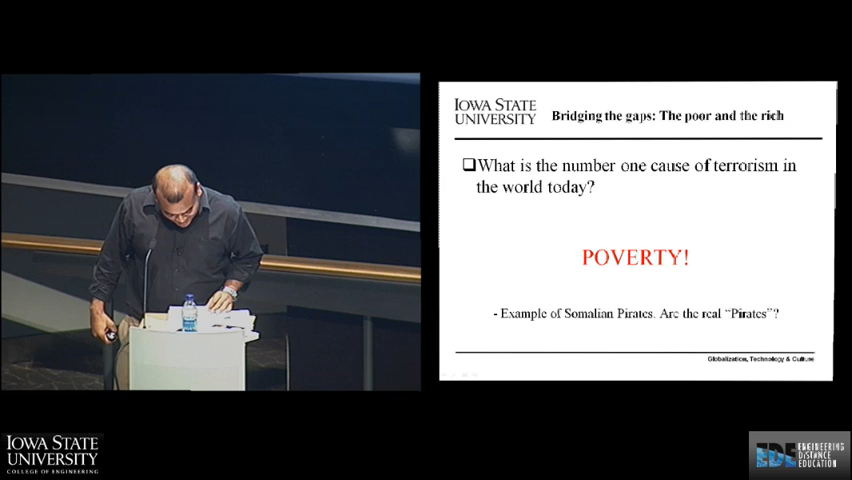 IOWA STATE
UNIVERSITY
Bridging the gaps: The poor and the rich
❑What is the number one cause of terrorism in
the world today?
POVERTY!
- Example of Somalian Pirates. Are the real “Pirates”?
Globalization, Technology & Culture
IOWA STATE
UNIVERSITY
COLLEGE OF ENGINEERING
EDE
ENGINEERING
DISTANCE
EDUCATION